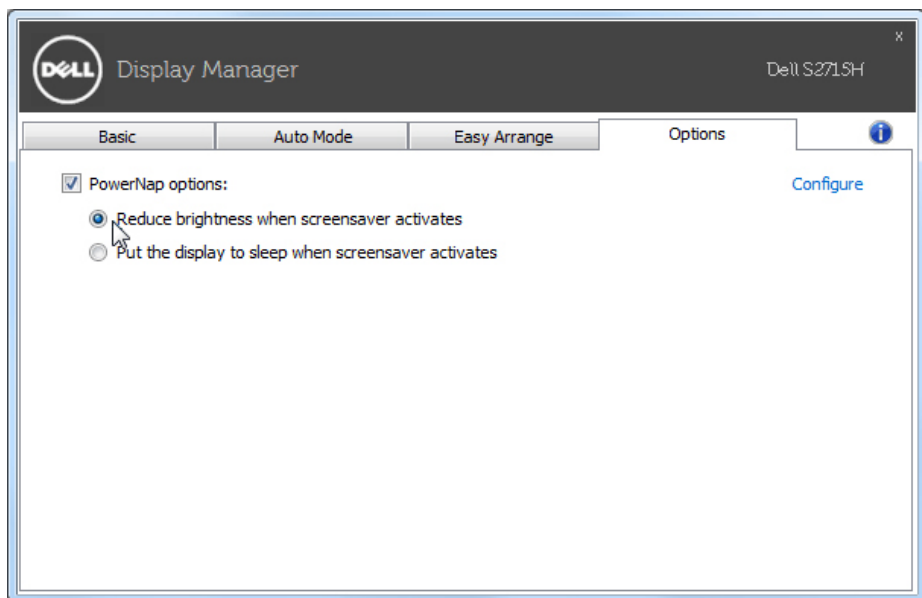 x
DELL Display Manager Dell S2715H
Basic Auto Mode Easy Arrange Options i
PowerNap options: Configure
Reduce brightness when screensaver activates
Put the display to sleep when screensaver activates